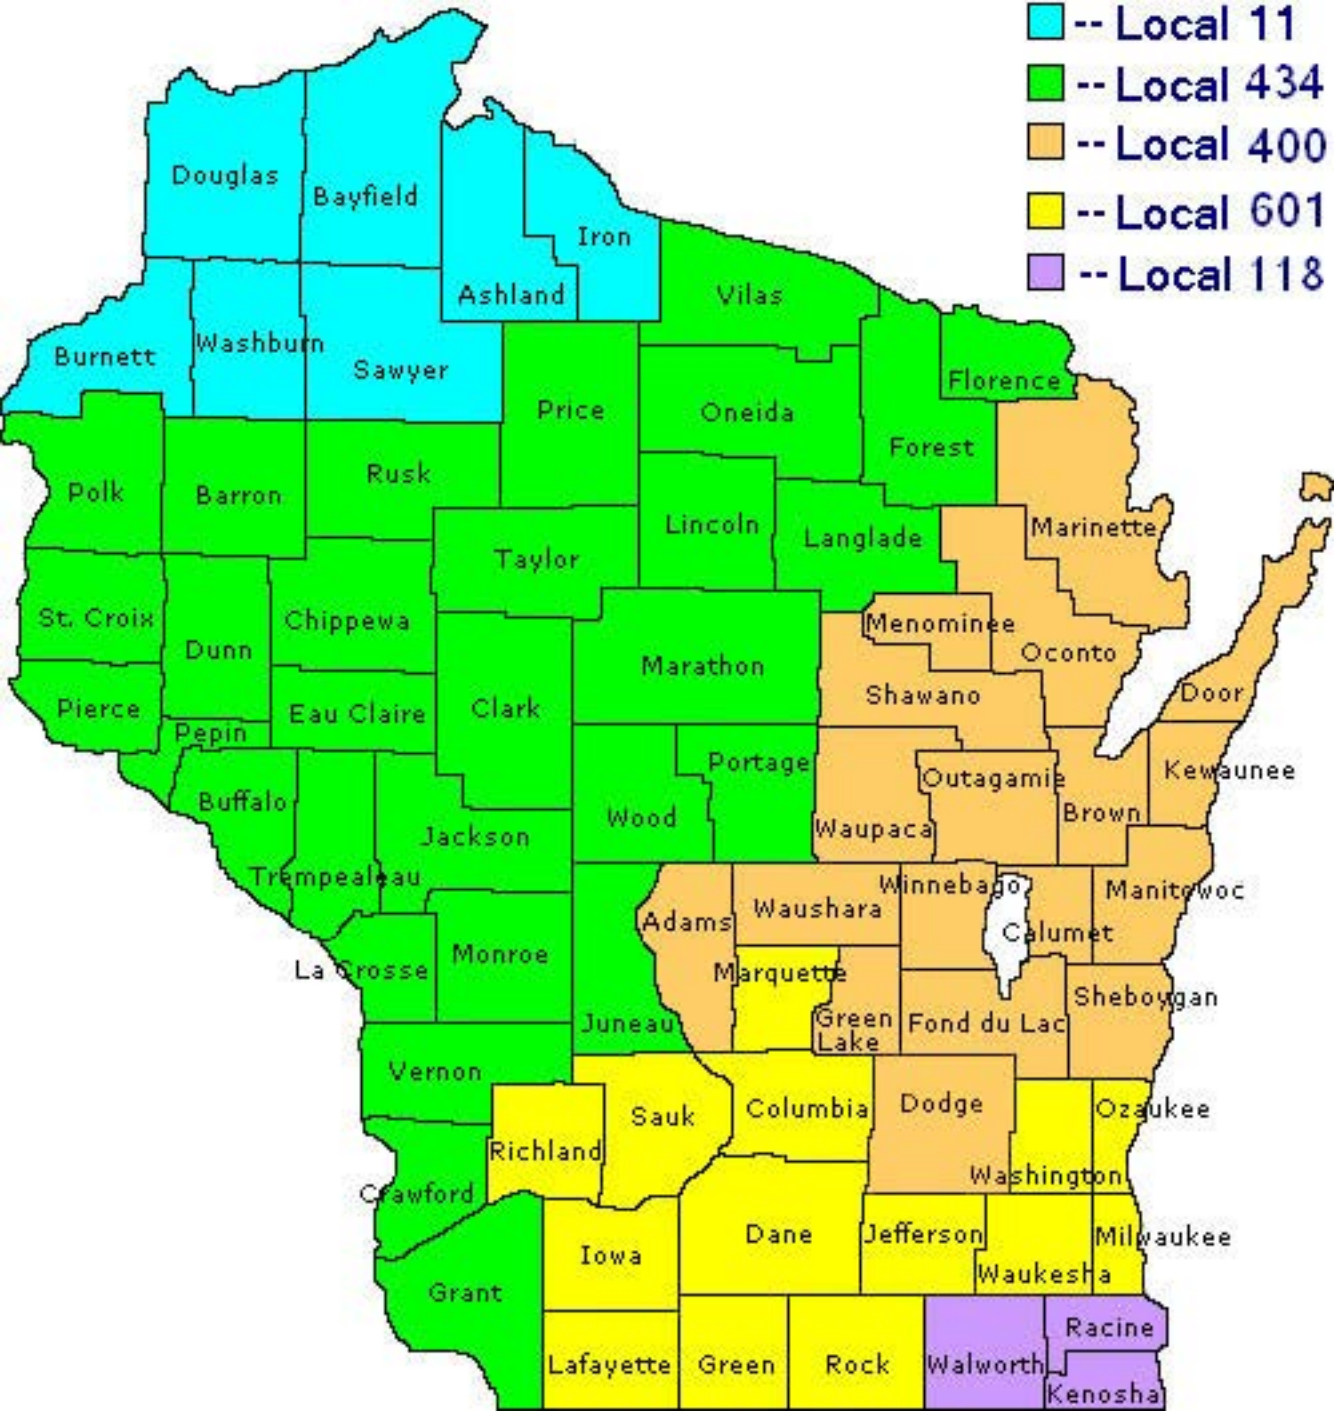 -- Local 11
-- Local 434
-- Local 400
-- Local 601
-- Local 118
Douglas
Bayfield
Iron
Ashland
Vilas
Burnett
Washburn
Sawyer
Florence
Price
Oneida
Forest
Polk
Barron
Rusk
Lincoln
Langlade
Marinette
Taylor
St. Croix
Chippewa
Menominee
Dunn
Oconto
Marathon
Shawano
Door
Pierce
Eau Claire
Clark
Pepin
Portage
Outagamie
Kewaunee
Buffalo
Wood
Brown
Waupaca
Jackson
Trempealeau
Winnebago
Manitowoc
Adams
Waushara
Calumet
La Crosse
Monroe
Marquette
Sheboygan
Juneau
Green
Lake
Fond du Lac
Vernon
Sauk
Columbia
Dodge
Ozaukee
Richland
Washington
Crawford
Dane
Jefferson
Milwaukee
Iowa
Waukesha
Grant
Racine
Lafayette
Green
Rock
Walworth
Kenosha